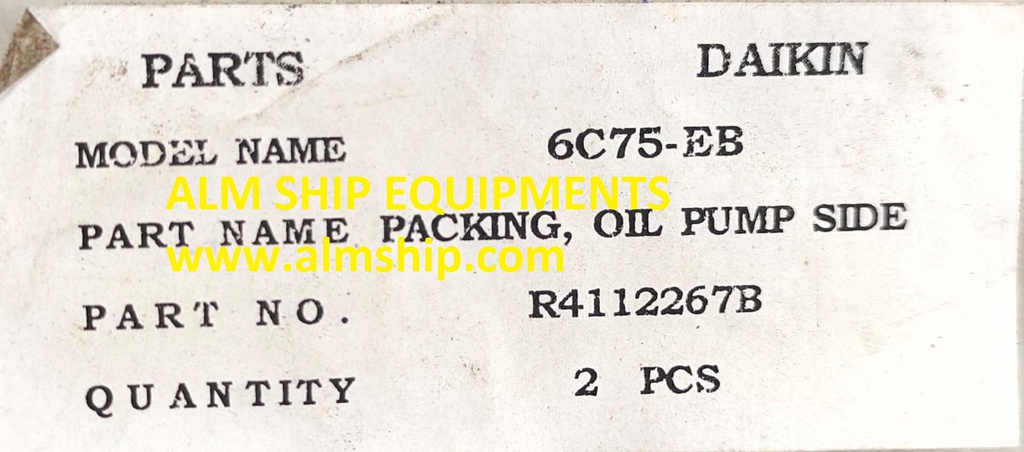 PARTS DAIKIN
MODEL NAME 6C75-EB
ALM SHIP EQUIPMENTS
PART NAME PACKING, OIL PUMP SIDE
www.almship.com
PART NO. R4112267B
QUANTITY 2 PCS